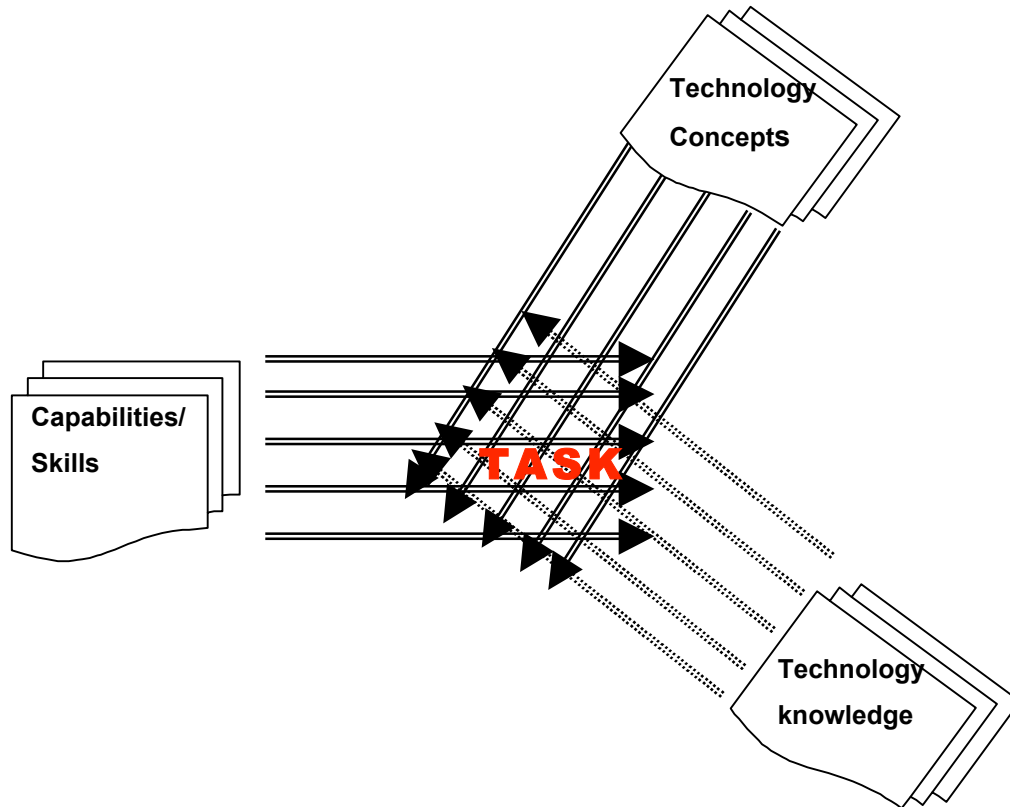 Technology
Concepts
Capabilities/
Skills
TASK
Technology
knowledge